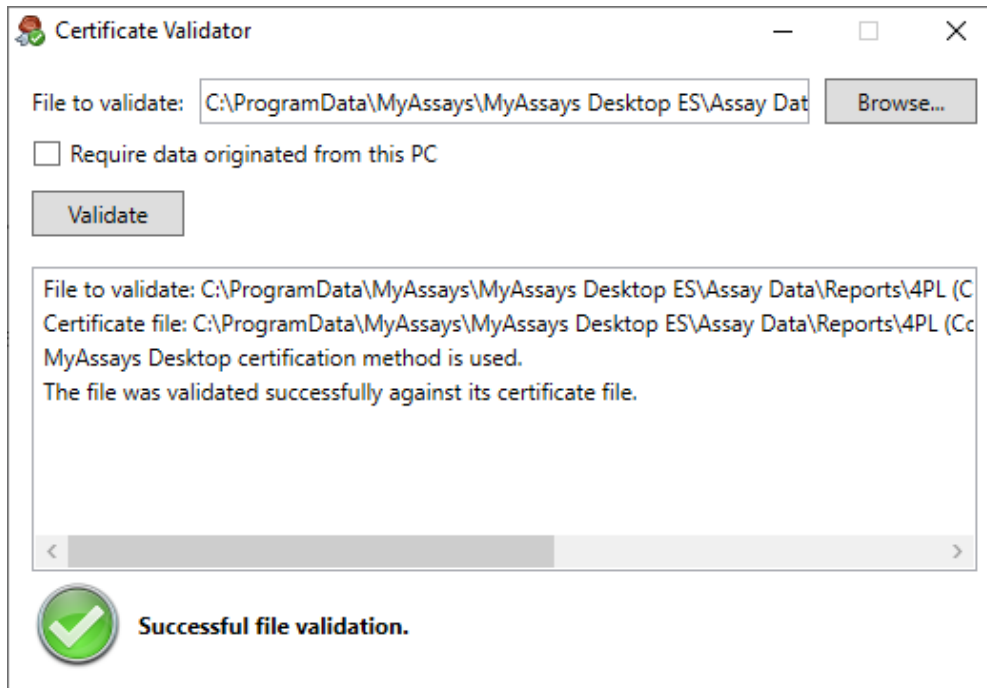 Certificate Validator
File to validate: C:\ProgramData\MyAssays\MyAssays Desktop ES\Assay Dat Browse...
Require data originated from this PC
Validate
File to validate: C:\ProgramData\MyAssays\MyAssays Desktop ES\Assay Data\Reports\4PL (C
Certificate file: C:\ProgramData\MyAssays\MyAssays Desktop ES\Assay Data\Reports\4PL (Cc
MyAssays Desktop certification method is used.
The file was validated successfully against its certificate file.
Successful file validation.